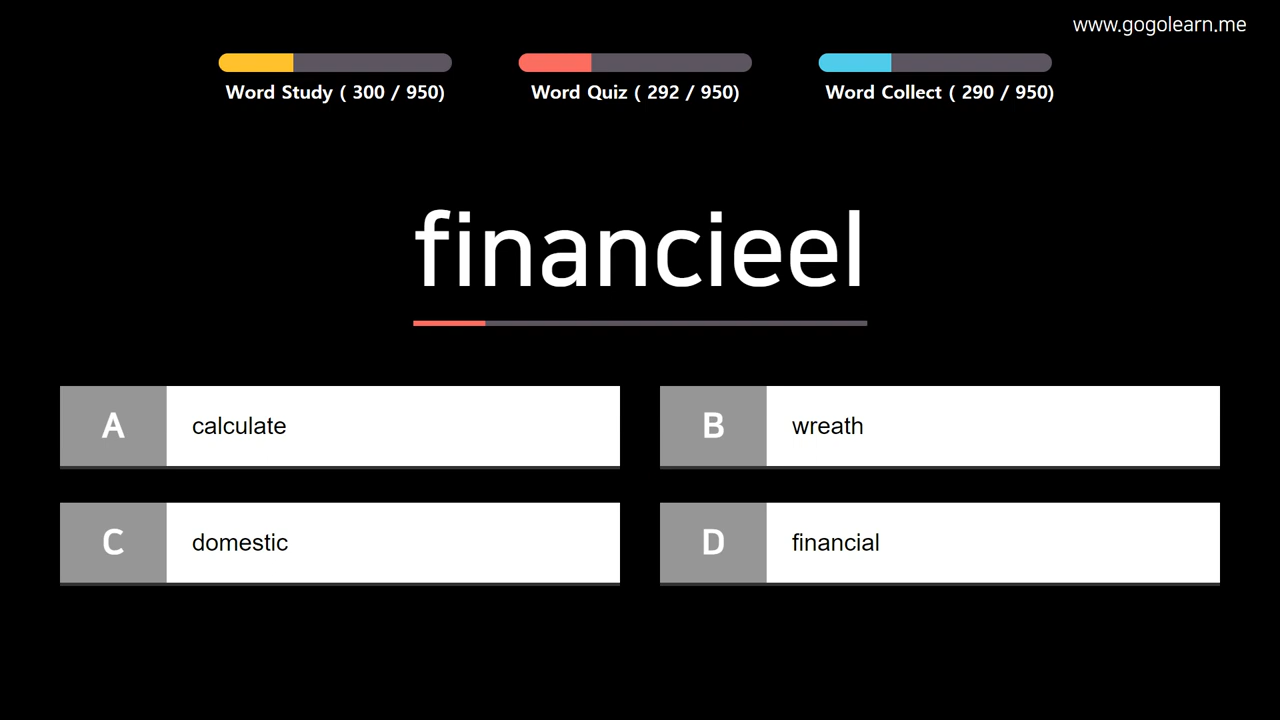 www.gogolearn.me
Word Study ( 300 / 950)
Word Quiz ( 292 / 950)
Word Collect ( 290 / 950)
financieel
A calculate
B wreath
C domestic
D financial